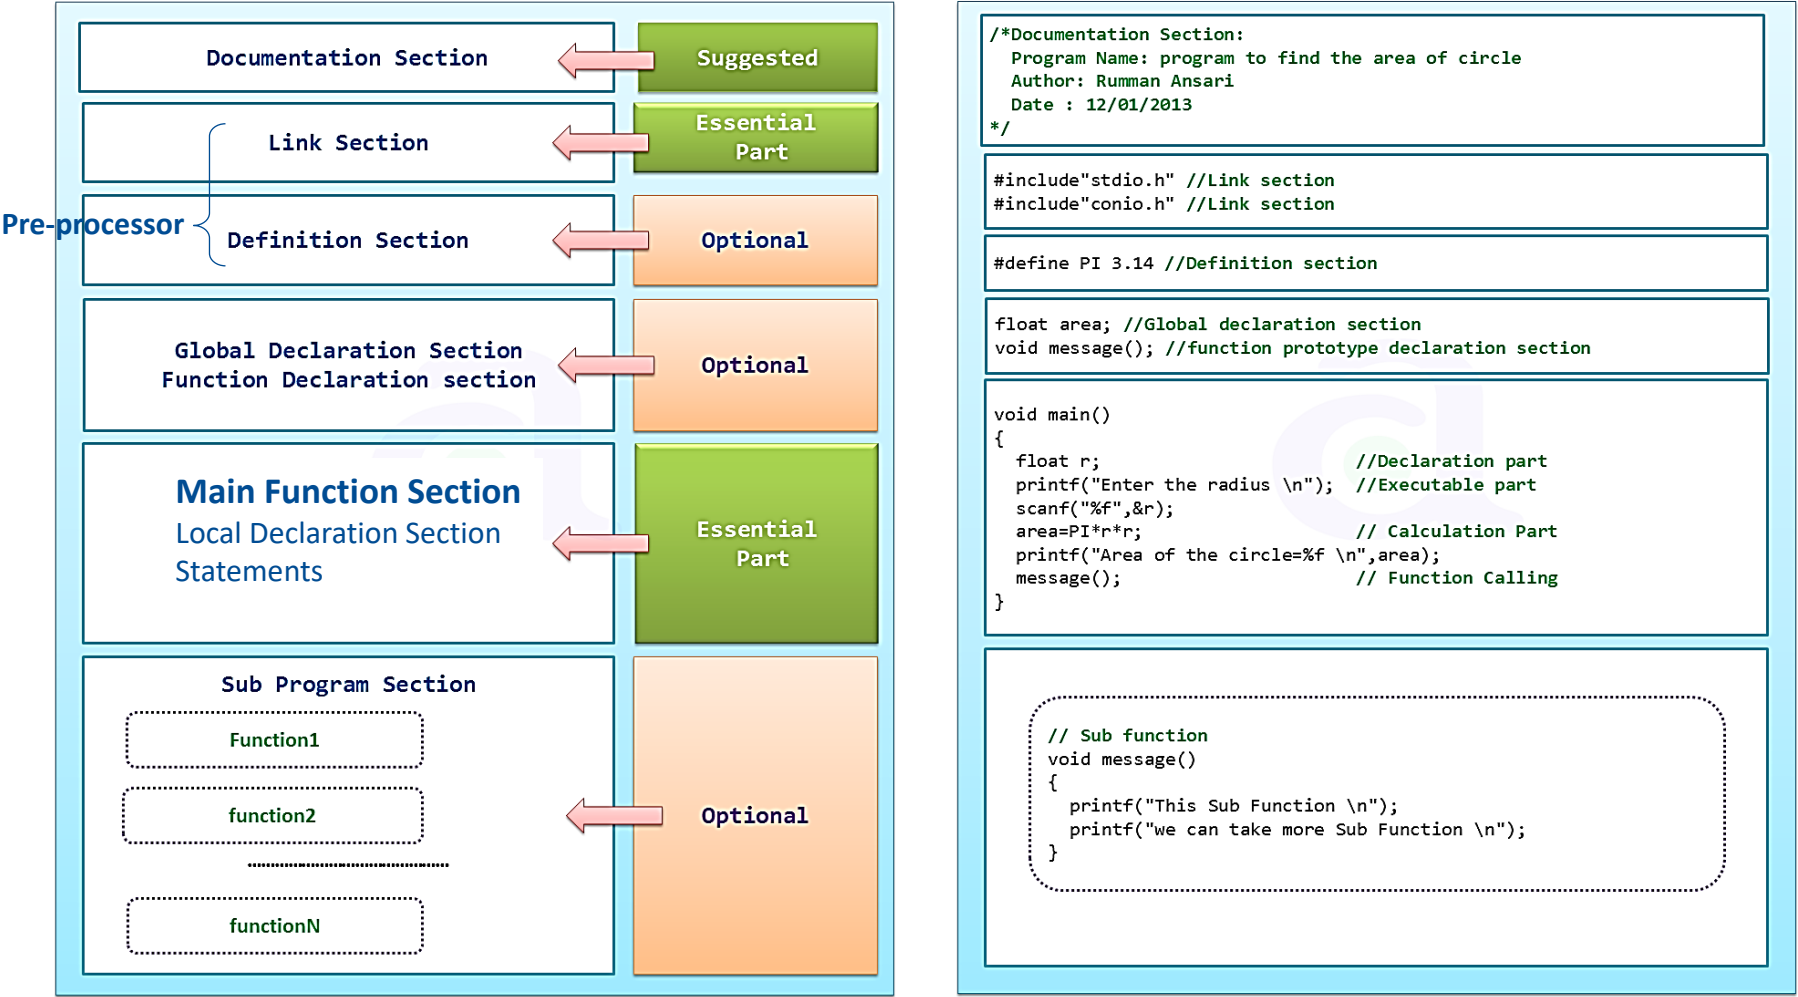 Documentation Section
Suggested
Link Section
Essential
Part
Pre-processor
Definition Section
Optional
Global Declaration Section
Function Declaration section
Optional
Main Function Section
Local Declaration Section
Statements
Essential
Part
Sub Program Section
Function1
function2
functionN
Optional
/*Documentation Section:
Program Name: program to find the area of circle
Author: Rumman Ansari
Date : 12/01/2013
*/
#include"stdio.h" //Link section
#include"conio.h" //Link section
#define PI 3.14 //Definition section
float area; //Global declaration section
void message(); //function prototype declaration section
void main()
{
float r; //Declaration part
printf("Enter the radius \n"); //Executable part
scanf("%f",&r);
area=PI*r*r; // Calculation Part
printf("Area of the circle=%f \n",area);
message(); // Function Calling
}
// Sub function
void message()
{
printf("This Sub Function \n");
printf("we can take more Sub Function \n");
}